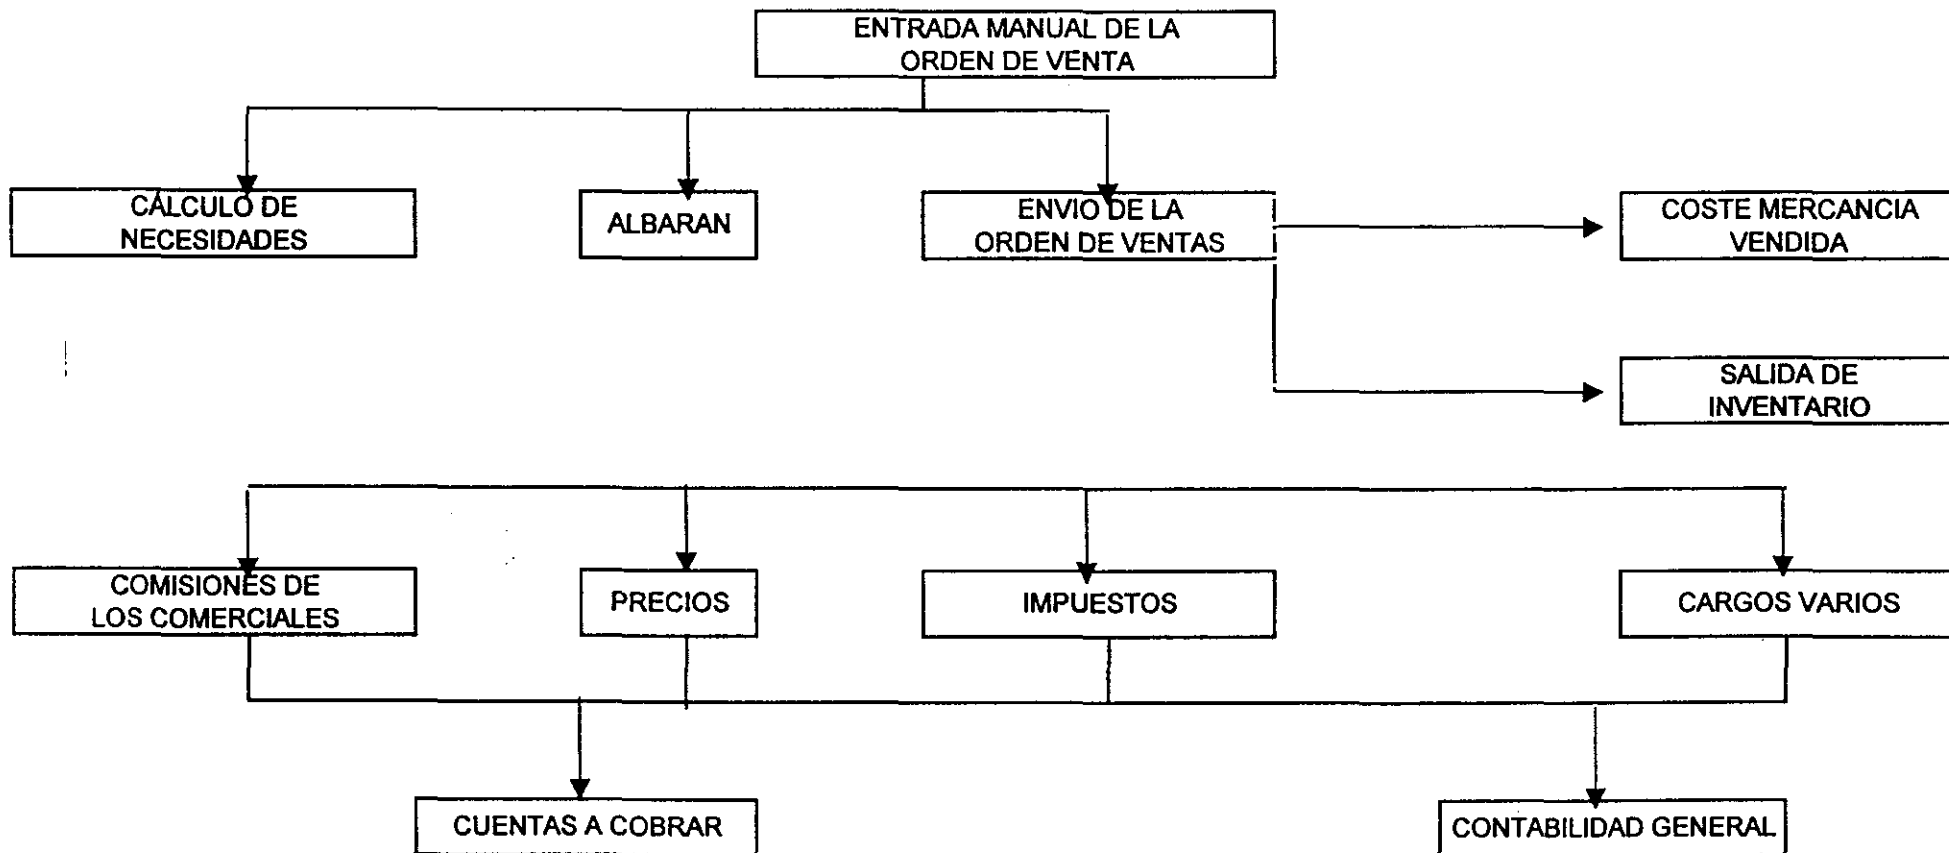 ENTRADA MANUAL DE LA
ORDEN DE VENTA
CÁLCULO DE
NECESIDADES
ALBARAN
ENVIO DE LA
ORDEN DE VENTAS
COSTE MERCANCIA
VENDIDA
SALIDA DE
INVENTARIO
COMISIONES DE
LOS COMERCIALES
PRECIOS
IMPUESTOS
CARGOS VARIOS
CUENTAS A COBRAR
CONTABILIDAD GENERAL